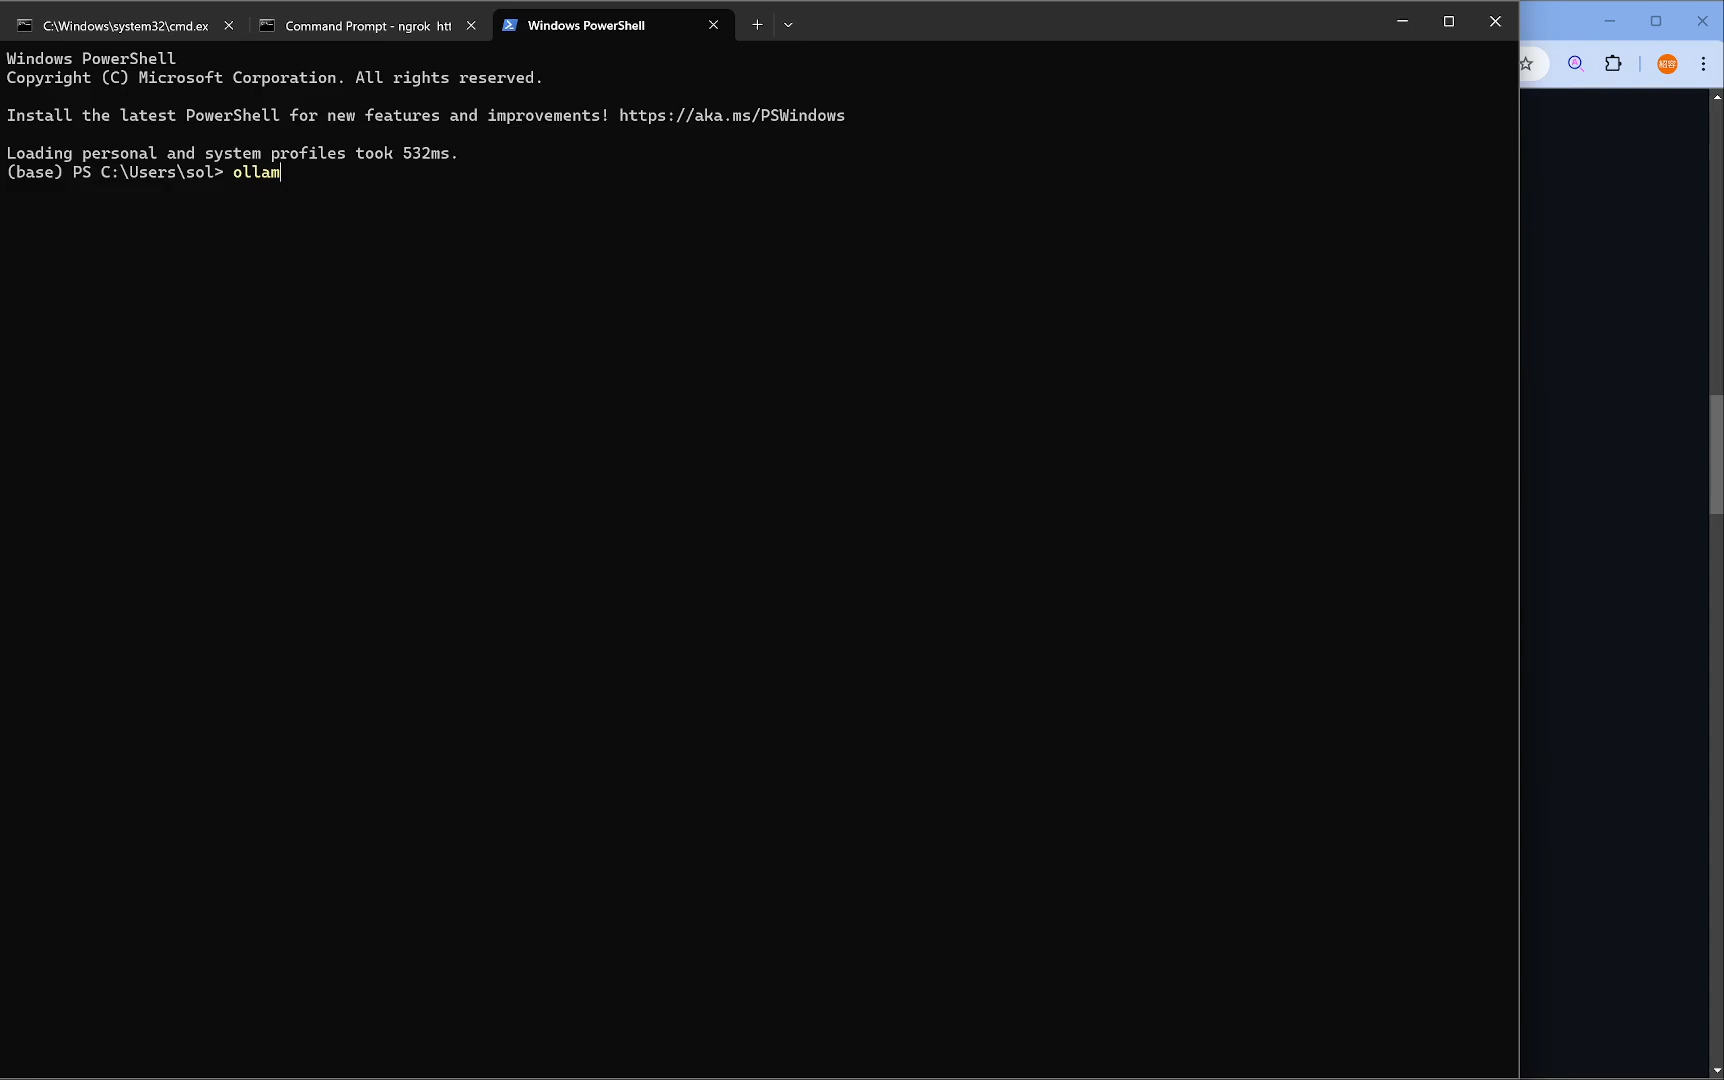 C:\Windows\system32\cmd.ex
Command Prompt - ngrok  htt
Windows PowerShell
Windows PowerShell
Copyright (C) Microsoft Corporation. All rights reserved.
Install the latest PowerShell for new features and improvements! https://aka.ms/PSWindows
Loading personal and system profiles took 532ms.
(base) PS C:\Users\sol> ollam
紹容